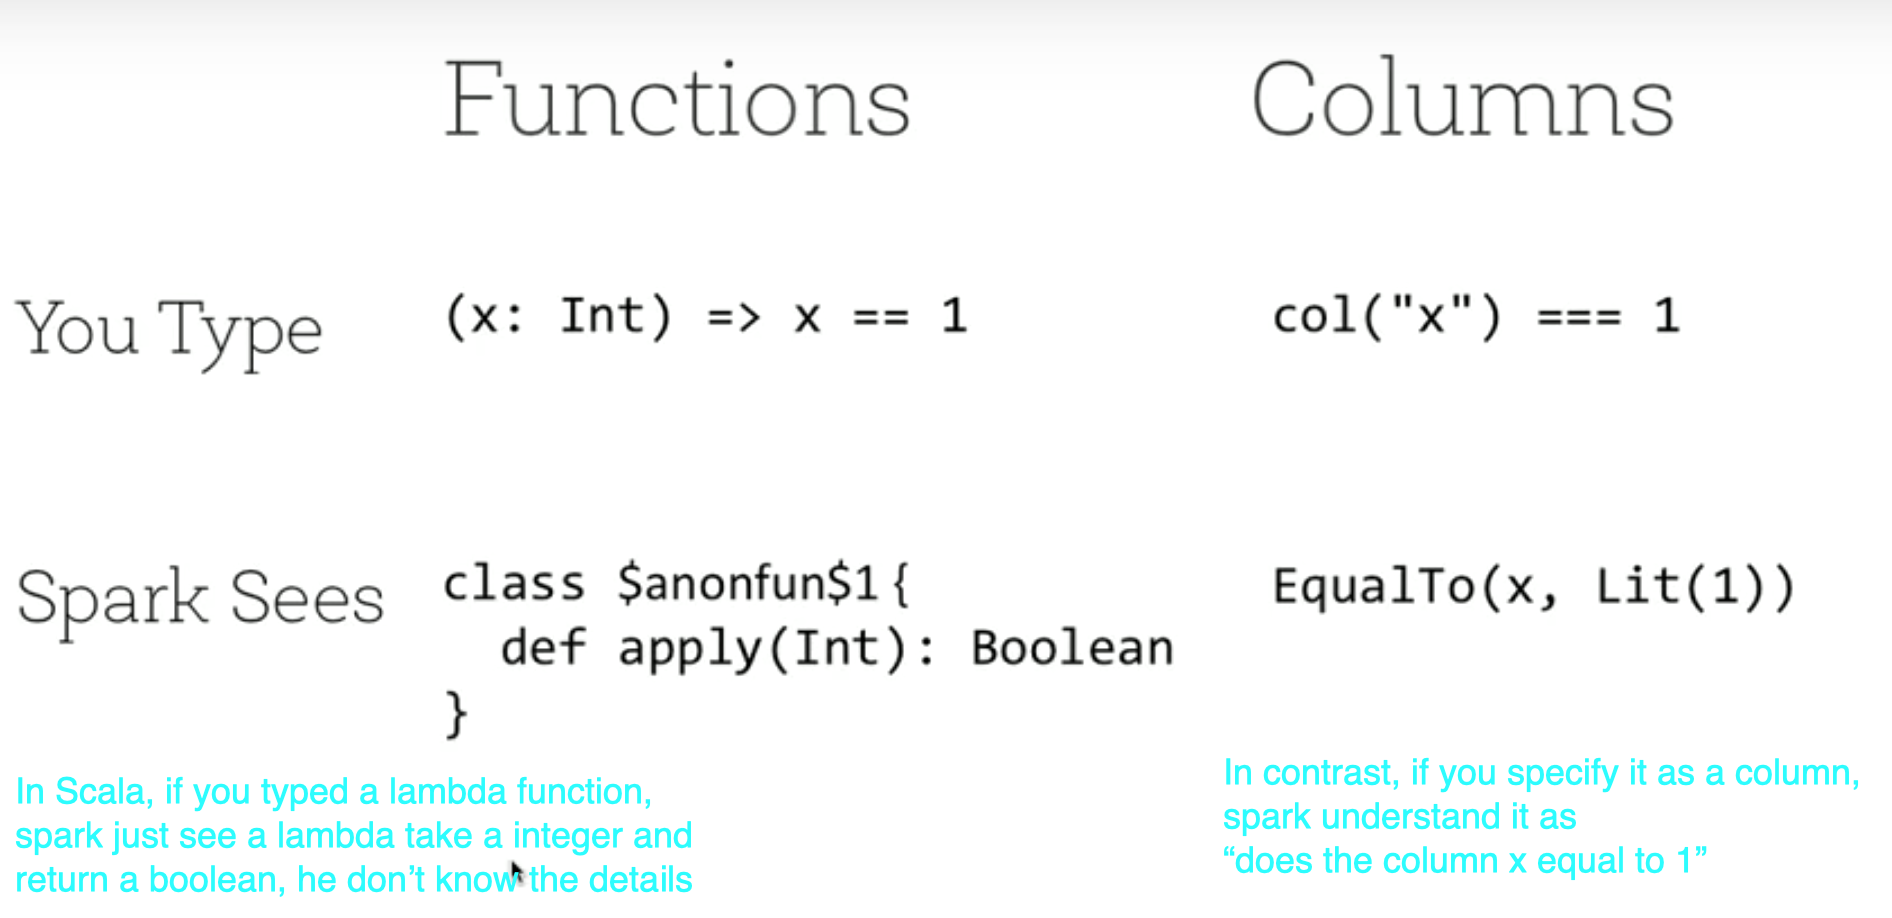 Functions Columns
You Type (x: Int) => x == 1 col("x") === 1
Spark Sees class $anonfun$1{ EqualTo(x, Lit(1))
def apply(Int): Boolean
}
In Scala, if you typed a lambda function,
spark just see a lambda take a integer and
return a boolean, he don’t know the details
In contrast, if you specify it as a column,
spark understand it as
“does the column x equal to 1”